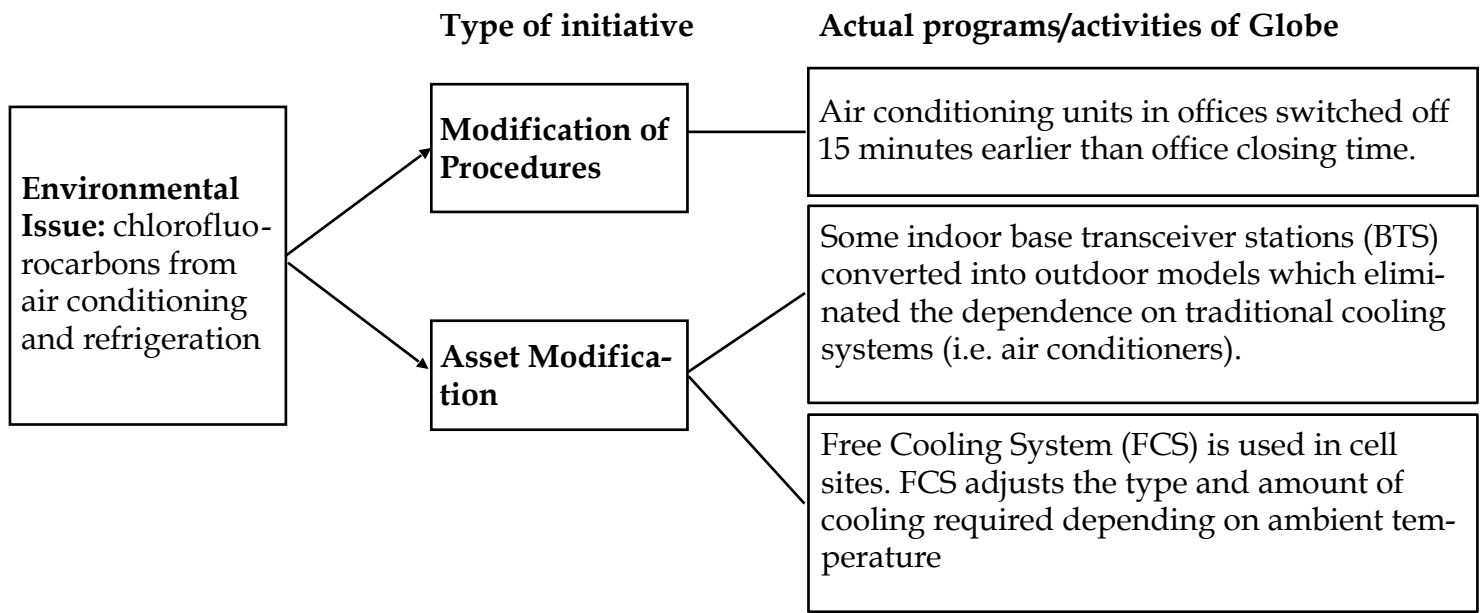 Type of initiative
Actual programs/activities of Globe
Environmental
Issue: chlorofluo-
rocarbons from
air conditioning
and refrigeration
Modification of
Procedures
Air conditioning units in offices switched off
15 minutes earlier than office closing time.
Asset Modifica-
tion
Some indoor base transceiver stations (BTS)
converted into outdoor models which elimi-
nated the dependence on traditional cooling
systems (i.e. air conditioners).
Free Cooling System (FCS) is used in cell
sites. FCS adjusts the type and amount of
cooling required depending on ambient tem-
perature